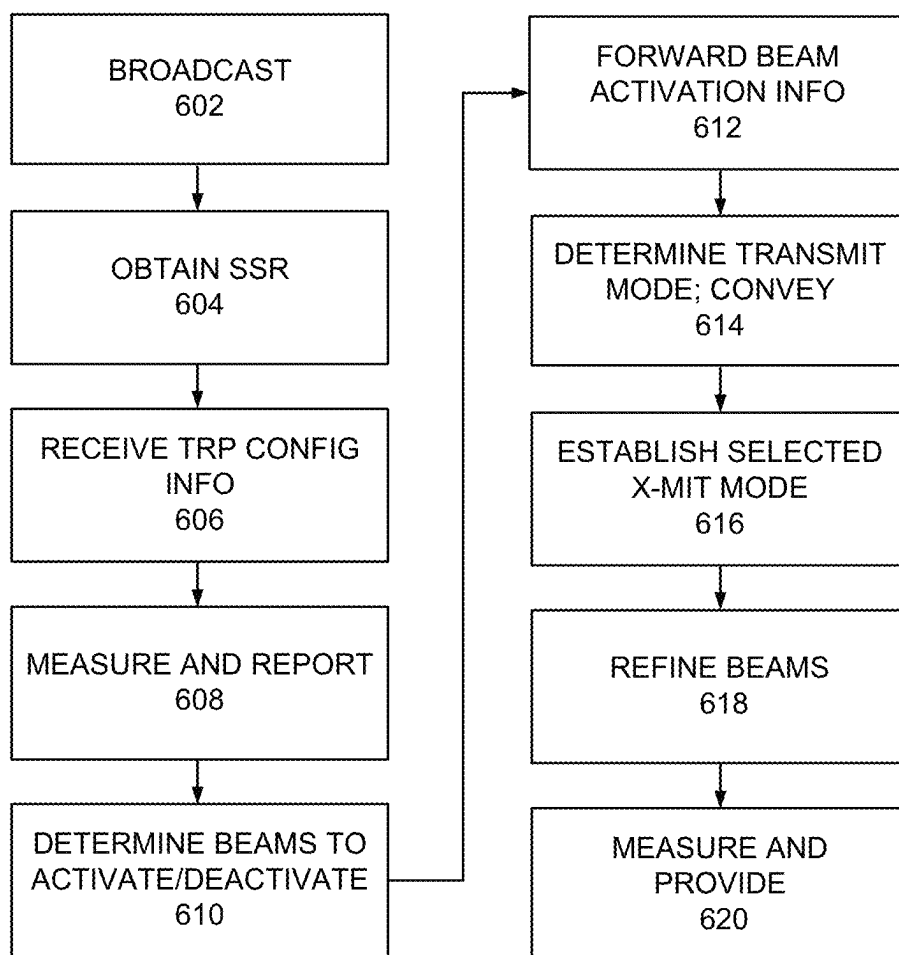 BROADCAST
602
OBTAIN SSR
604
RECEIVE TRP CONFIG
INFO
606
MEASURE AND REPORT
608
DETERMINE BEAMS TO
ACTIVATE/DEACTIVATE
610
FORWARD BEAM
ACTIVATION INFO
612
DETERMINE TRANSMIT
MODE; CONVEY
614
ESTABLISH SELECTED
X-MIT MODE
616
REFINE BEAMS
618
MEASURE AND
PROVIDE
620